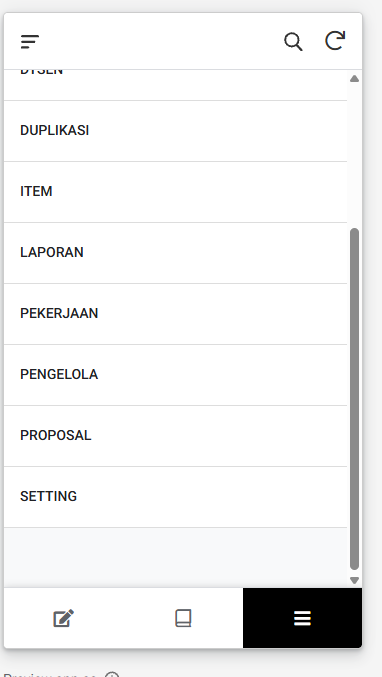 DUPLIKASI
ITEM
LAPORAN
PEKERJAAN
PENGELOLA
PROPOSAL
SETTING